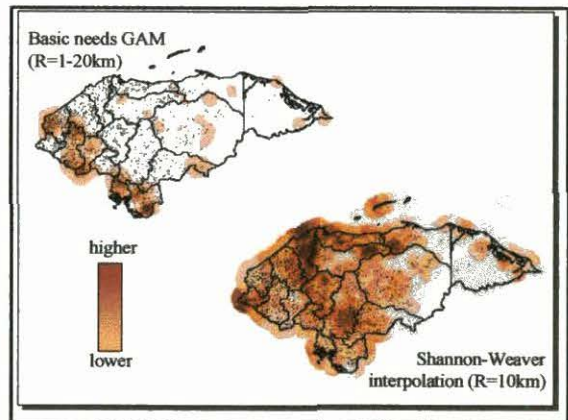 Basic needs GAM
(R=1-20km)
higher
lower
Shannon-Weaver
interpolation (R=10km)